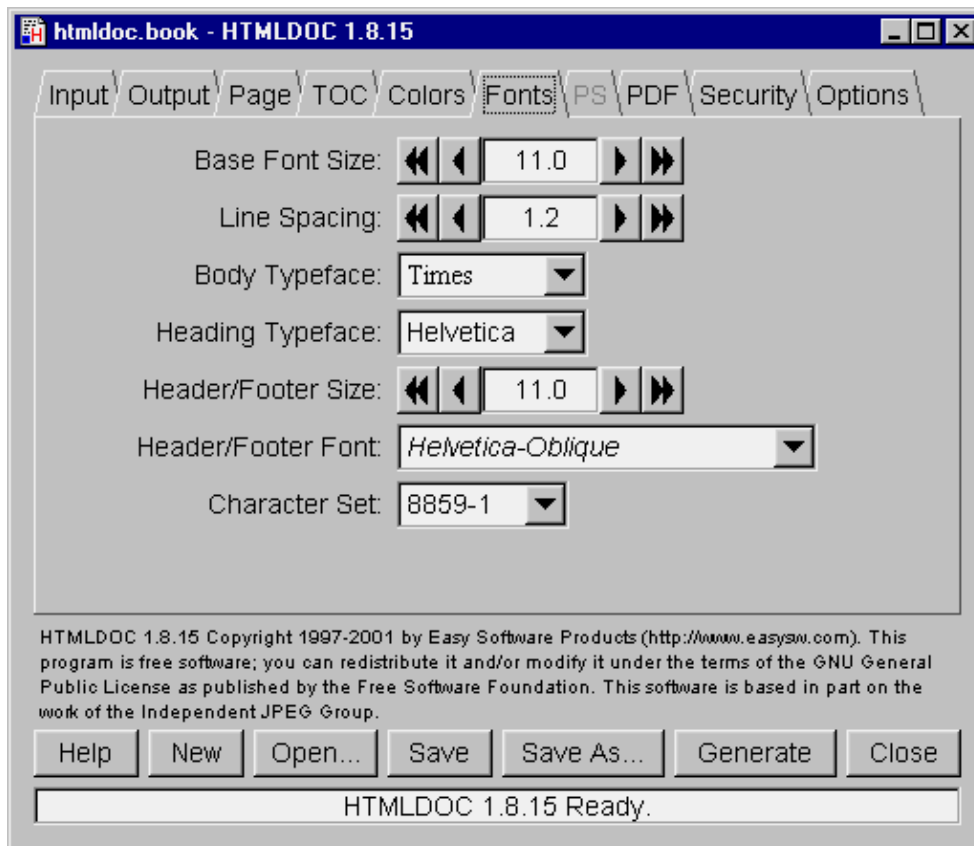 htmldoc.book - HTMLDOC 1.8.15
Input Output Page TOC Colors Fonts PS PDF Security Options
Base Font Size: 11.0
Line Spacing: 1.2
Body Typeface: Times
Heading Typeface: Helvetica
Header/Footer Size: 11.0
Header/Footer Font: Helvetica-Oblique
Character Set: 8859-1
HTMLDOC 1.8.15 Copyright 1997-2001 by Easy Software Products (http://www.easysw.com). This
program is free software; you can redistribute it and/or modify it under the terms of the GNU General
Public License as published by the Free Software Foundation. This software is based in part on the
work of the Independent JPEG Group.
Help New Open... Save Save As... Generate Close
HTMLDOC 1.8.15 Ready.